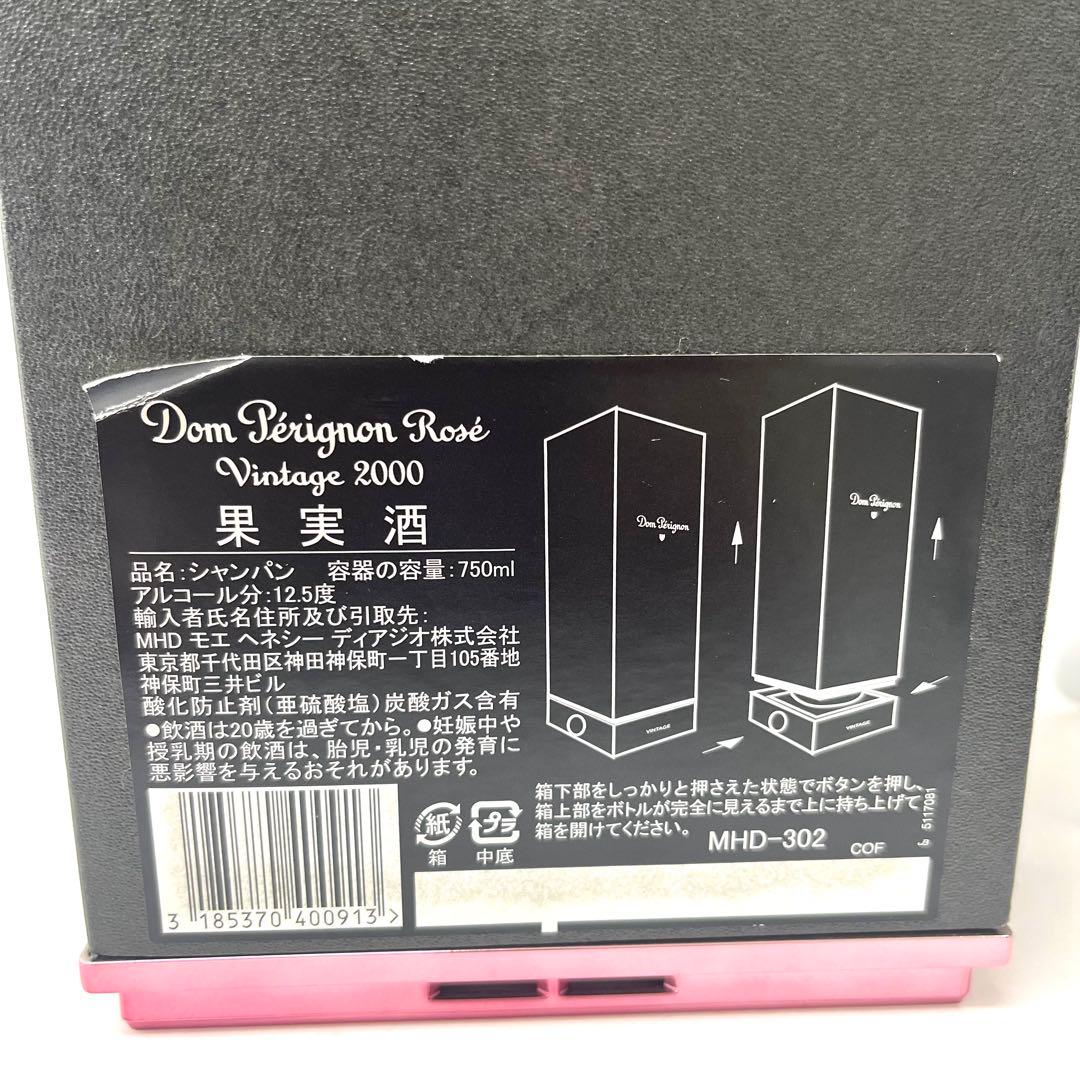 Dom Pérignon Rosé
Vintage 2000
果実酒
品名:シャンパン 容器の容量:750ml
アルコール分:12.5度
輸入者氏名住所及び引取先:
MHD モエ ヘネシー ディアジオ株式会社
東京都千代田区神田神保町一丁目105番地
神保町三井ビル
酸化防止剤(亜硫酸塩)炭酸ガス含有
●飲酒は20歳を過ぎてから。●妊娠中や
授乳期の飲酒は、胎児・乳児の発育に
悪影響を与えるおそれがあります。
Dom Pérignon
VINTAGE
Dom Pérignon
VINTAGE
箱下部をしっかりと押さえた状態でボタンを押し、
箱上部をボトルが完全に見えるまで上に持ち上げて
箱を開けてください。
MHD-302
COF
5117081
紙
箱
プラ
中底
3 185370 400913 >